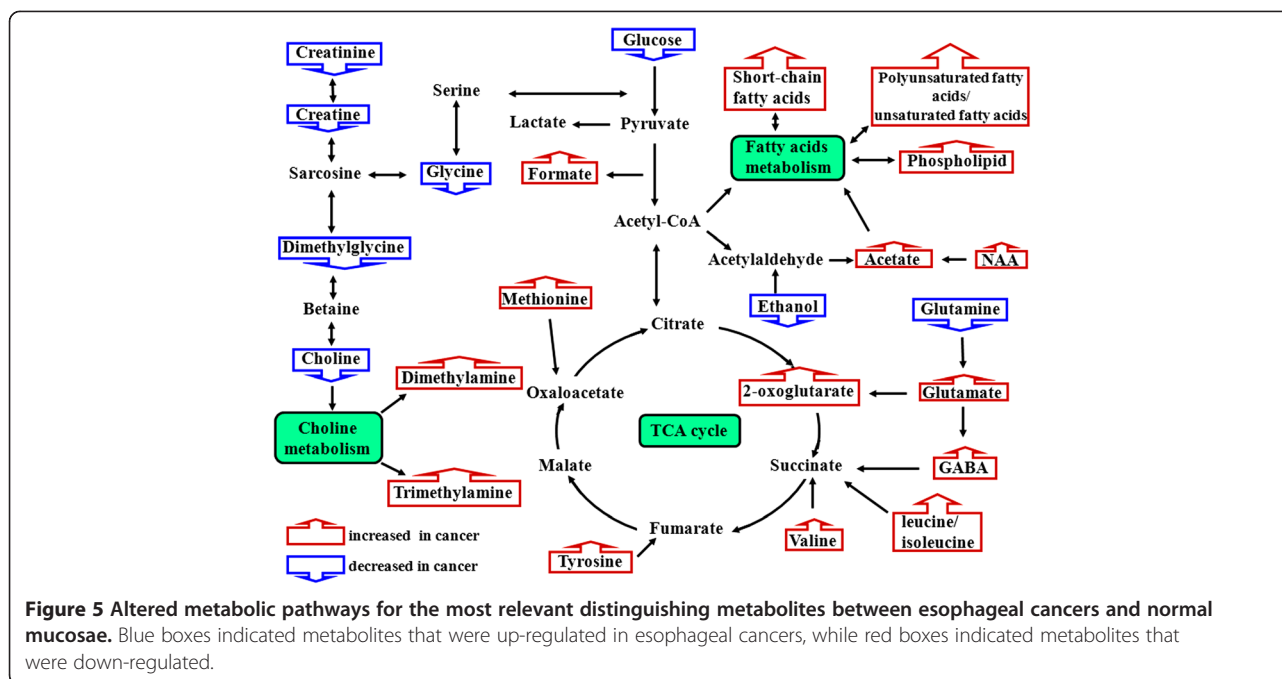 Creatinine
Glucose
Short-chain
fatty acids
Polyunsaturated fatty
acids/
unsaturated fatty acids
Serine
Creatine
Lactate
Pyruvate
Fatty acids
metabolism
Phospholipid
Sarcosine
Glycine
Formate
Acetyl-CoA
Dimethylglycine
Acetylaldehyde
Acetate
NAA
Methionine
Ethanol
Glutamine
Betaine
Citrate
Choline
Dimethylamine
Oxaloacetate
2-oxoglutarate
Glutamate
Choline
metabolism
TCA cycle
Malate
Succinate
GABA
Trimethylamine
leucine/
isoleucine
Fumarate
Valine
Tyrosine
increased in cancer
decreased in cancer
Figure 5 Altered metabolic pathways for the most relevant distinguishing metabolites between esophageal cancers and normal
mucosae. Blue boxes indicated metabolites that were up-regulated in esophageal cancers, while red boxes indicated metabolites that
were down-regulated.